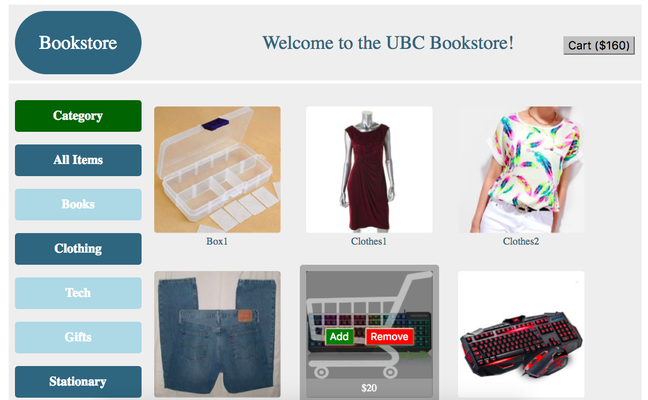 Bookstore
Welcome to the UBC Bookstore!
Cart ($160)
Category
All Items
Books
Clothing
Tech
Gifts
Stationary
Box1
Clothes1
Clothes2
Add
Remove
$20